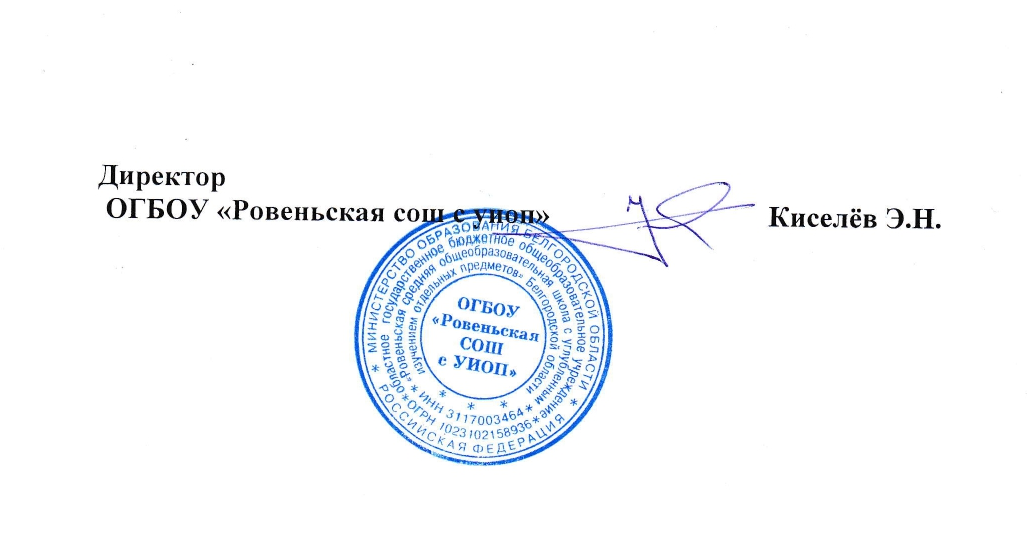 Директор
ОГБОУ «Ровеньская сош с уиоп»
Киселёв Э.Н.
* МИНИСТЕРСТВО ОБРАЗОВАНИЯ БЕЛГОРОДСКОЙ ОБЛАСТИ *
РОССИЙСКАЯ ФЕДЕРАЦИЯ
областное государственное бюджетное общеобразовательное учреждение
* ОГРН 1023102158936 *
«Ровеньская средняя общеобразовательная школа с углубленным
* ИНН 3117003464 *
изучением отдельных предметов» Белгородской области
* * *
ОГБОУ
«Ровеньская
СОШ
с УИОП»